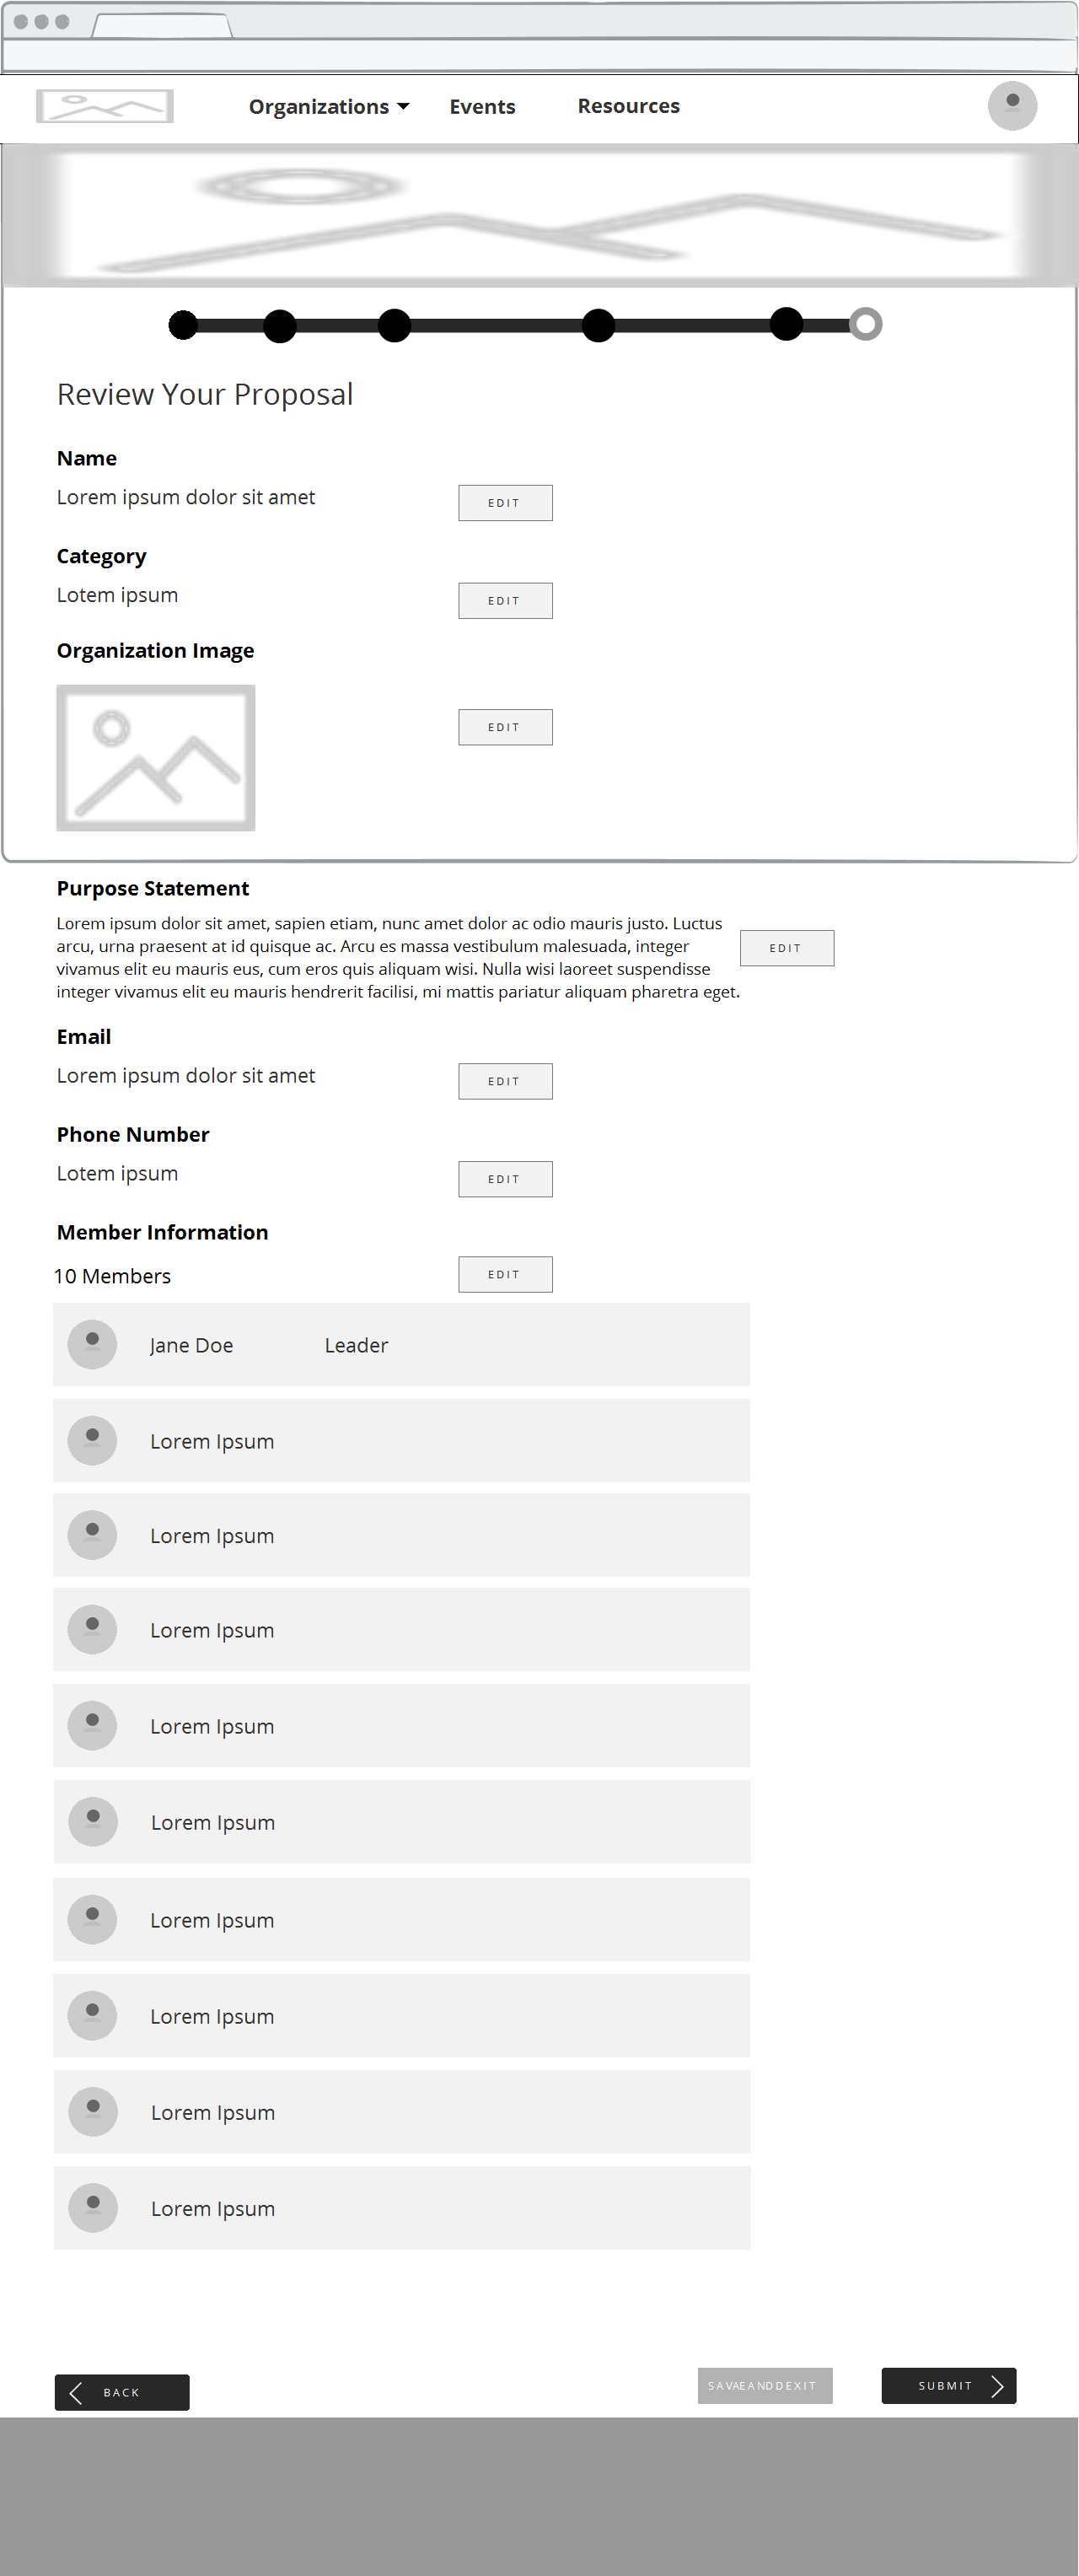 Organizations Events Resources
Review Your Proposal
Name
Lorem ipsum dolor sit amet EDIT
Category
Lotem ipsum EDIT
Organization Image
EDIT
Purpose Statement
Lorem ipsum dolor sit amet, sapien etiam, nunc amet dolor ac odio mauris justo. Luctus
arcu, urna praesent at id quisque ac. Arcu es massa vestibulum malesuada, integer
vivamus elit eu mauris eus, cum eros quis aliquam wisi. Nulla wisi laoreet suspendisse
integer vivamus elit eu mauris hendrerit facilisi, mi mattis pariatur aliquam pharetra eget.
EDIT
Email
Lorem ipsum dolor sit amet EDIT
Phone Number
Lotem ipsum EDIT
Member Information
10 Members EDIT
Jane Doe Leader
Lorem Ipsum
Lorem Ipsum
Lorem Ipsum
Lorem Ipsum
Lorem Ipsum
Lorem Ipsum
Lorem Ipsum
Lorem Ipsum
Lorem Ipsum
BACK SAVAEANDDEXIT SUBMIT